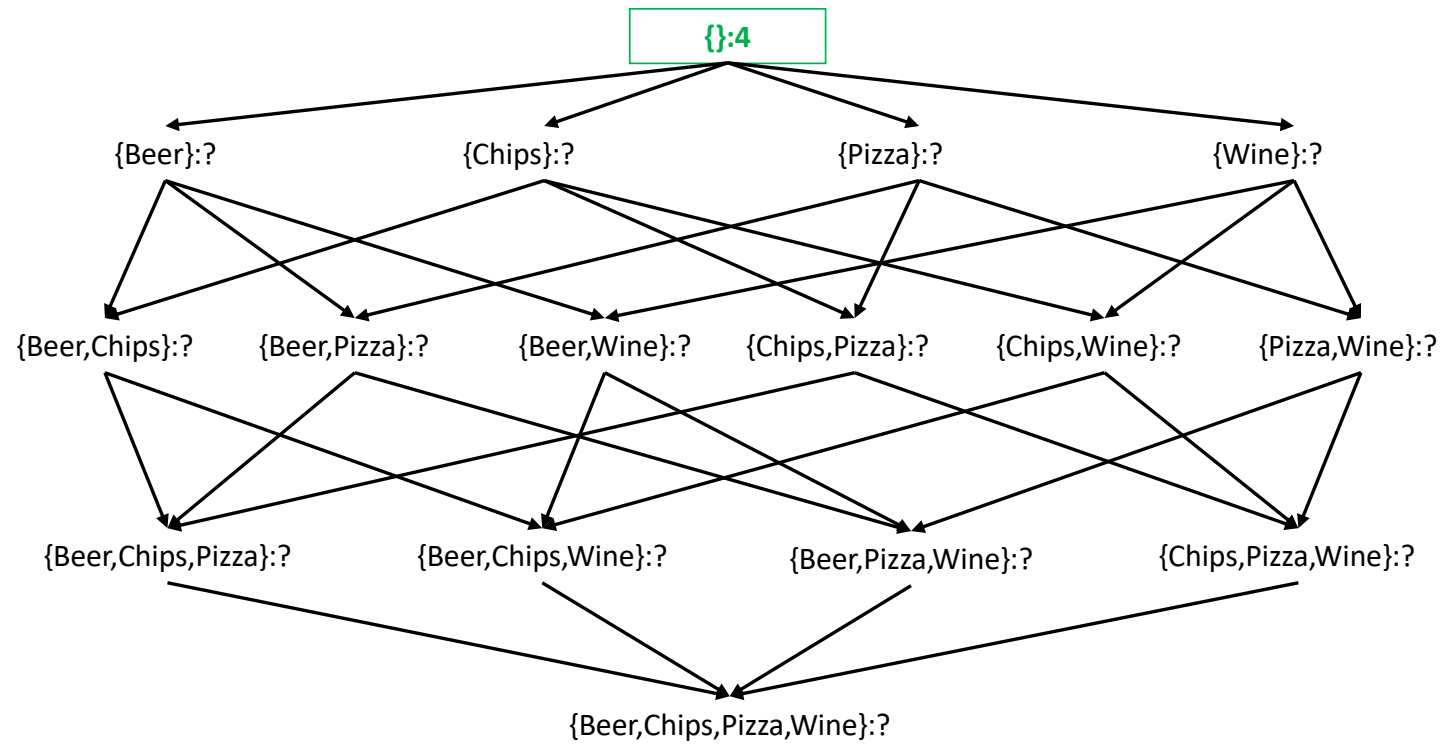 {}:4
{Beer}:? {Chips}:? {Pizza}:? {Wine}:?
{Beer,Chips}:? {Beer,Pizza}:? {Beer,Wine}:? {Chips,Pizza}:? {Chips,Wine}:? {Pizza,Wine}:?
{Beer,Chips,Pizza}:? {Beer,Chips,Wine}:? {Beer,Pizza,Wine}:? {Chips,Pizza,Wine}:?
{Beer,Chips,Pizza,Wine}:?